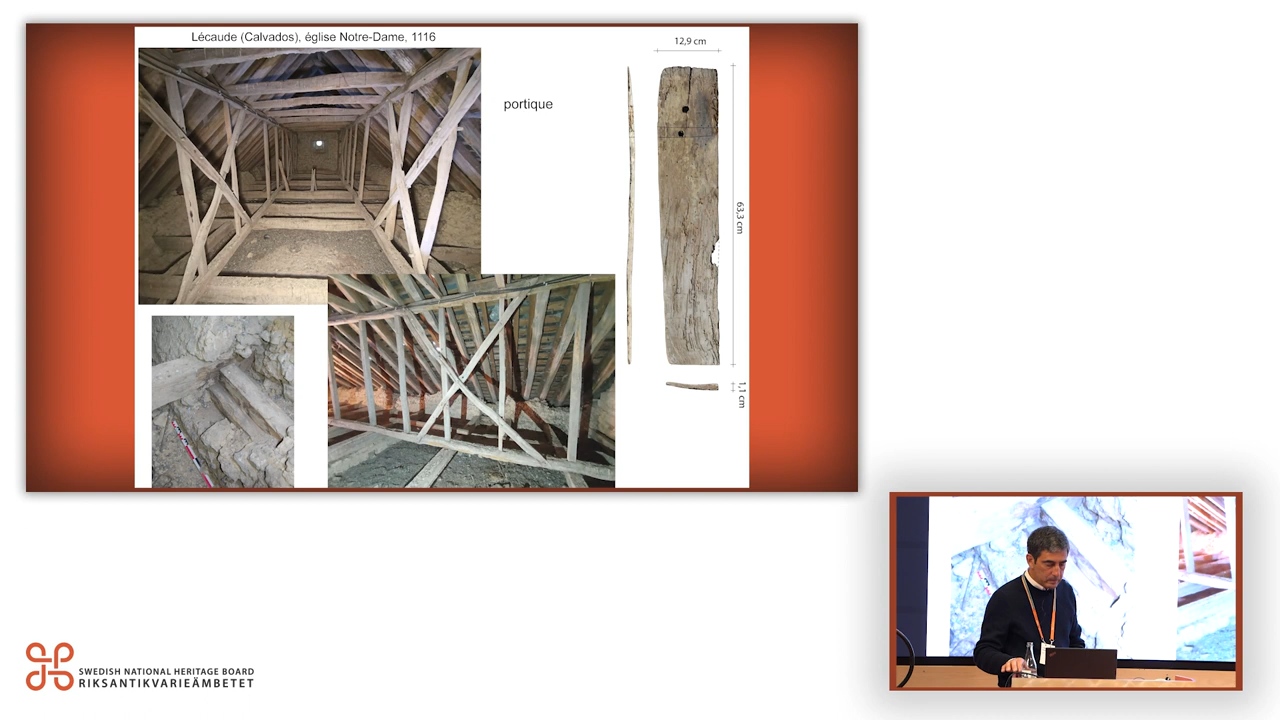 Lécaude (Calvados), église Notre-Dame, 1116
portique
12,9 cm
63,3 cm
1,1 cm
SWEDISH NATIONAL HERITAGE BOARD
RIKSANTIKVARIEÄMBETET